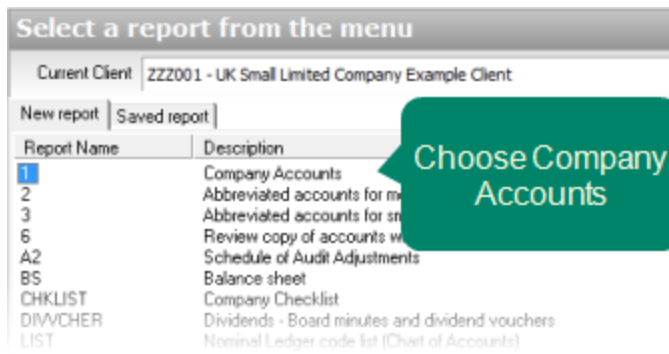 Select a report from the menu
Current Client ZZZ001 - UK Small Limited Company Example Client
New report Saved report
Report Name Description
1 Company Accounts
2 Abbreviated accounts for
3 Abbreviated accounts for
6 Review copy of accounts
A2 Schedule of Audit Adjustments
BS Balance sheet
CHKLIST Company Checklist
DIVVCHER Dividends - Board minutes and dividend vouchers
LIST Nominal Ledger code list (Chart of Accounts)
Choose Company
Accounts